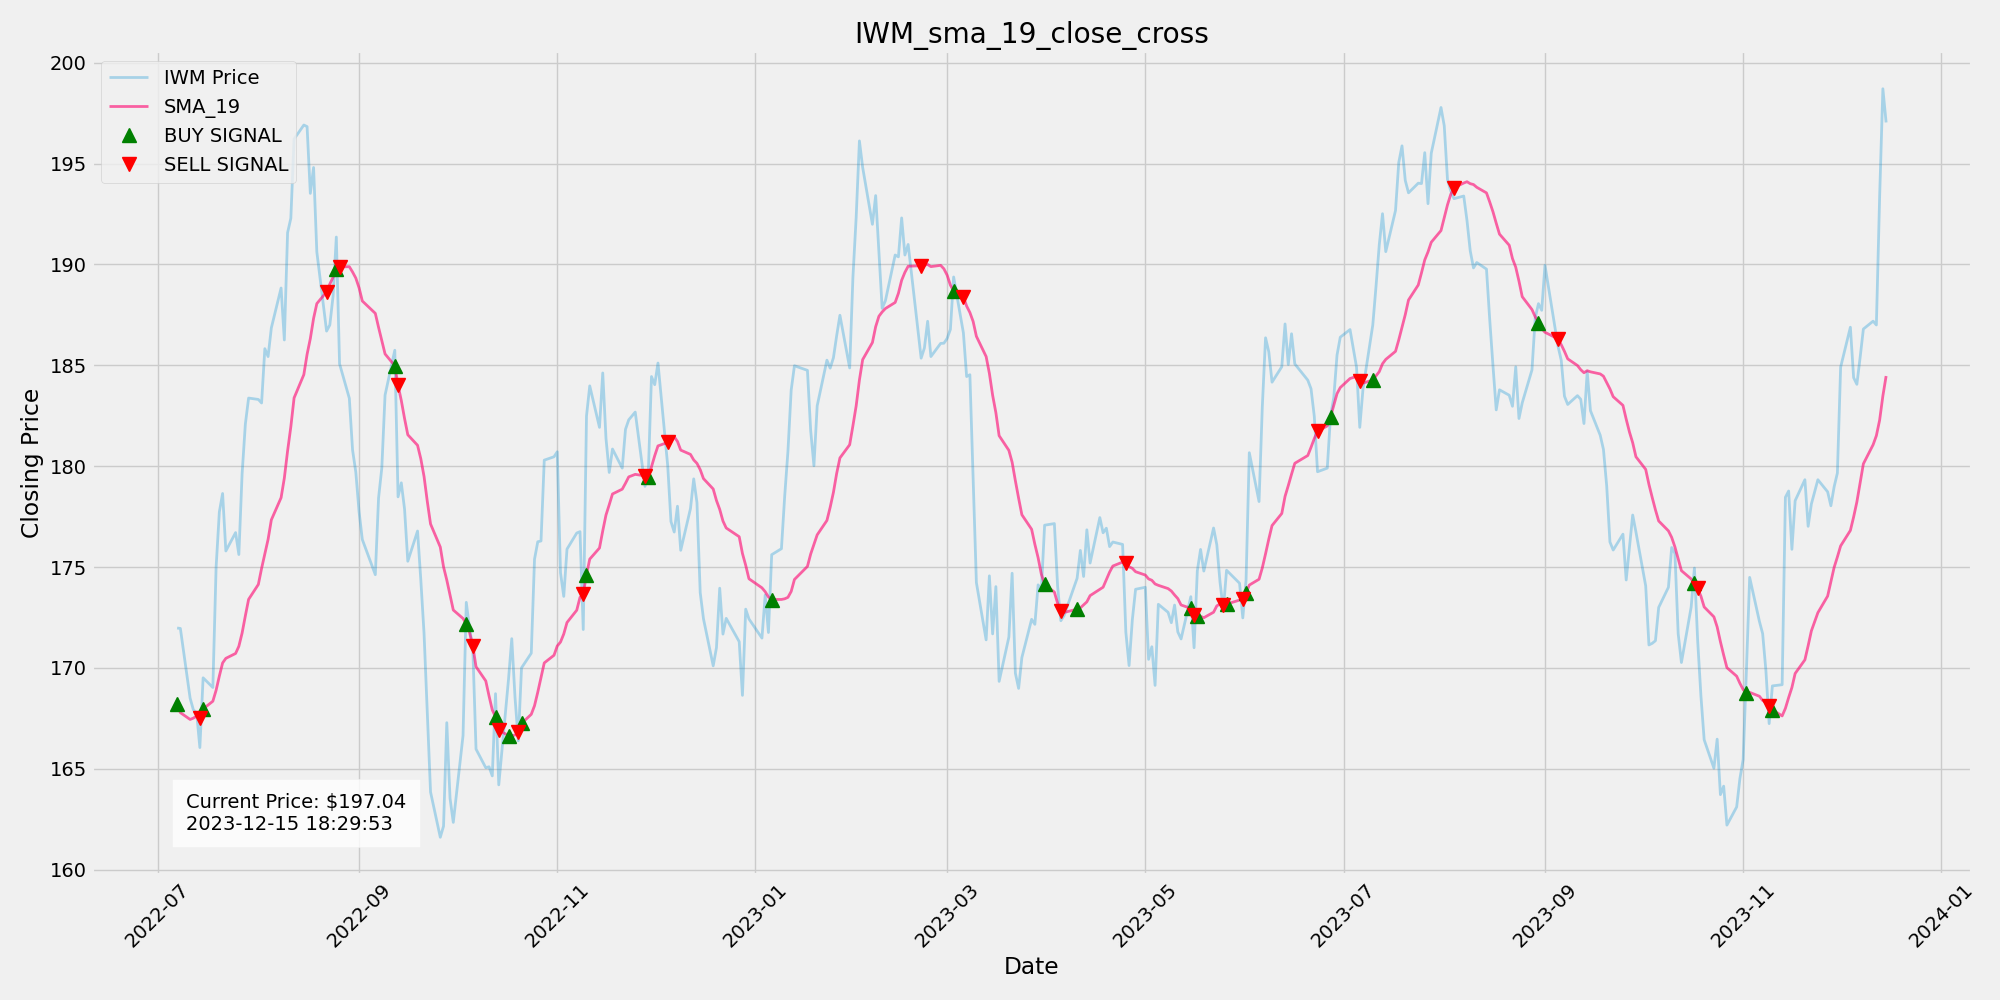 IWM_sma_19_close_cross
200
IWM Price
SMA_19
BUY SIGNAL
SELL SIGNAL
195
190
185
180
175
170
165
160
Closing Price
Current Price: $197.04
2023-12-15 18:29:53
2022-07
2022-09
2022-11
2023-01
2023-03
2023-05
2023-07
2023-09
2023-11
2024-01
Date